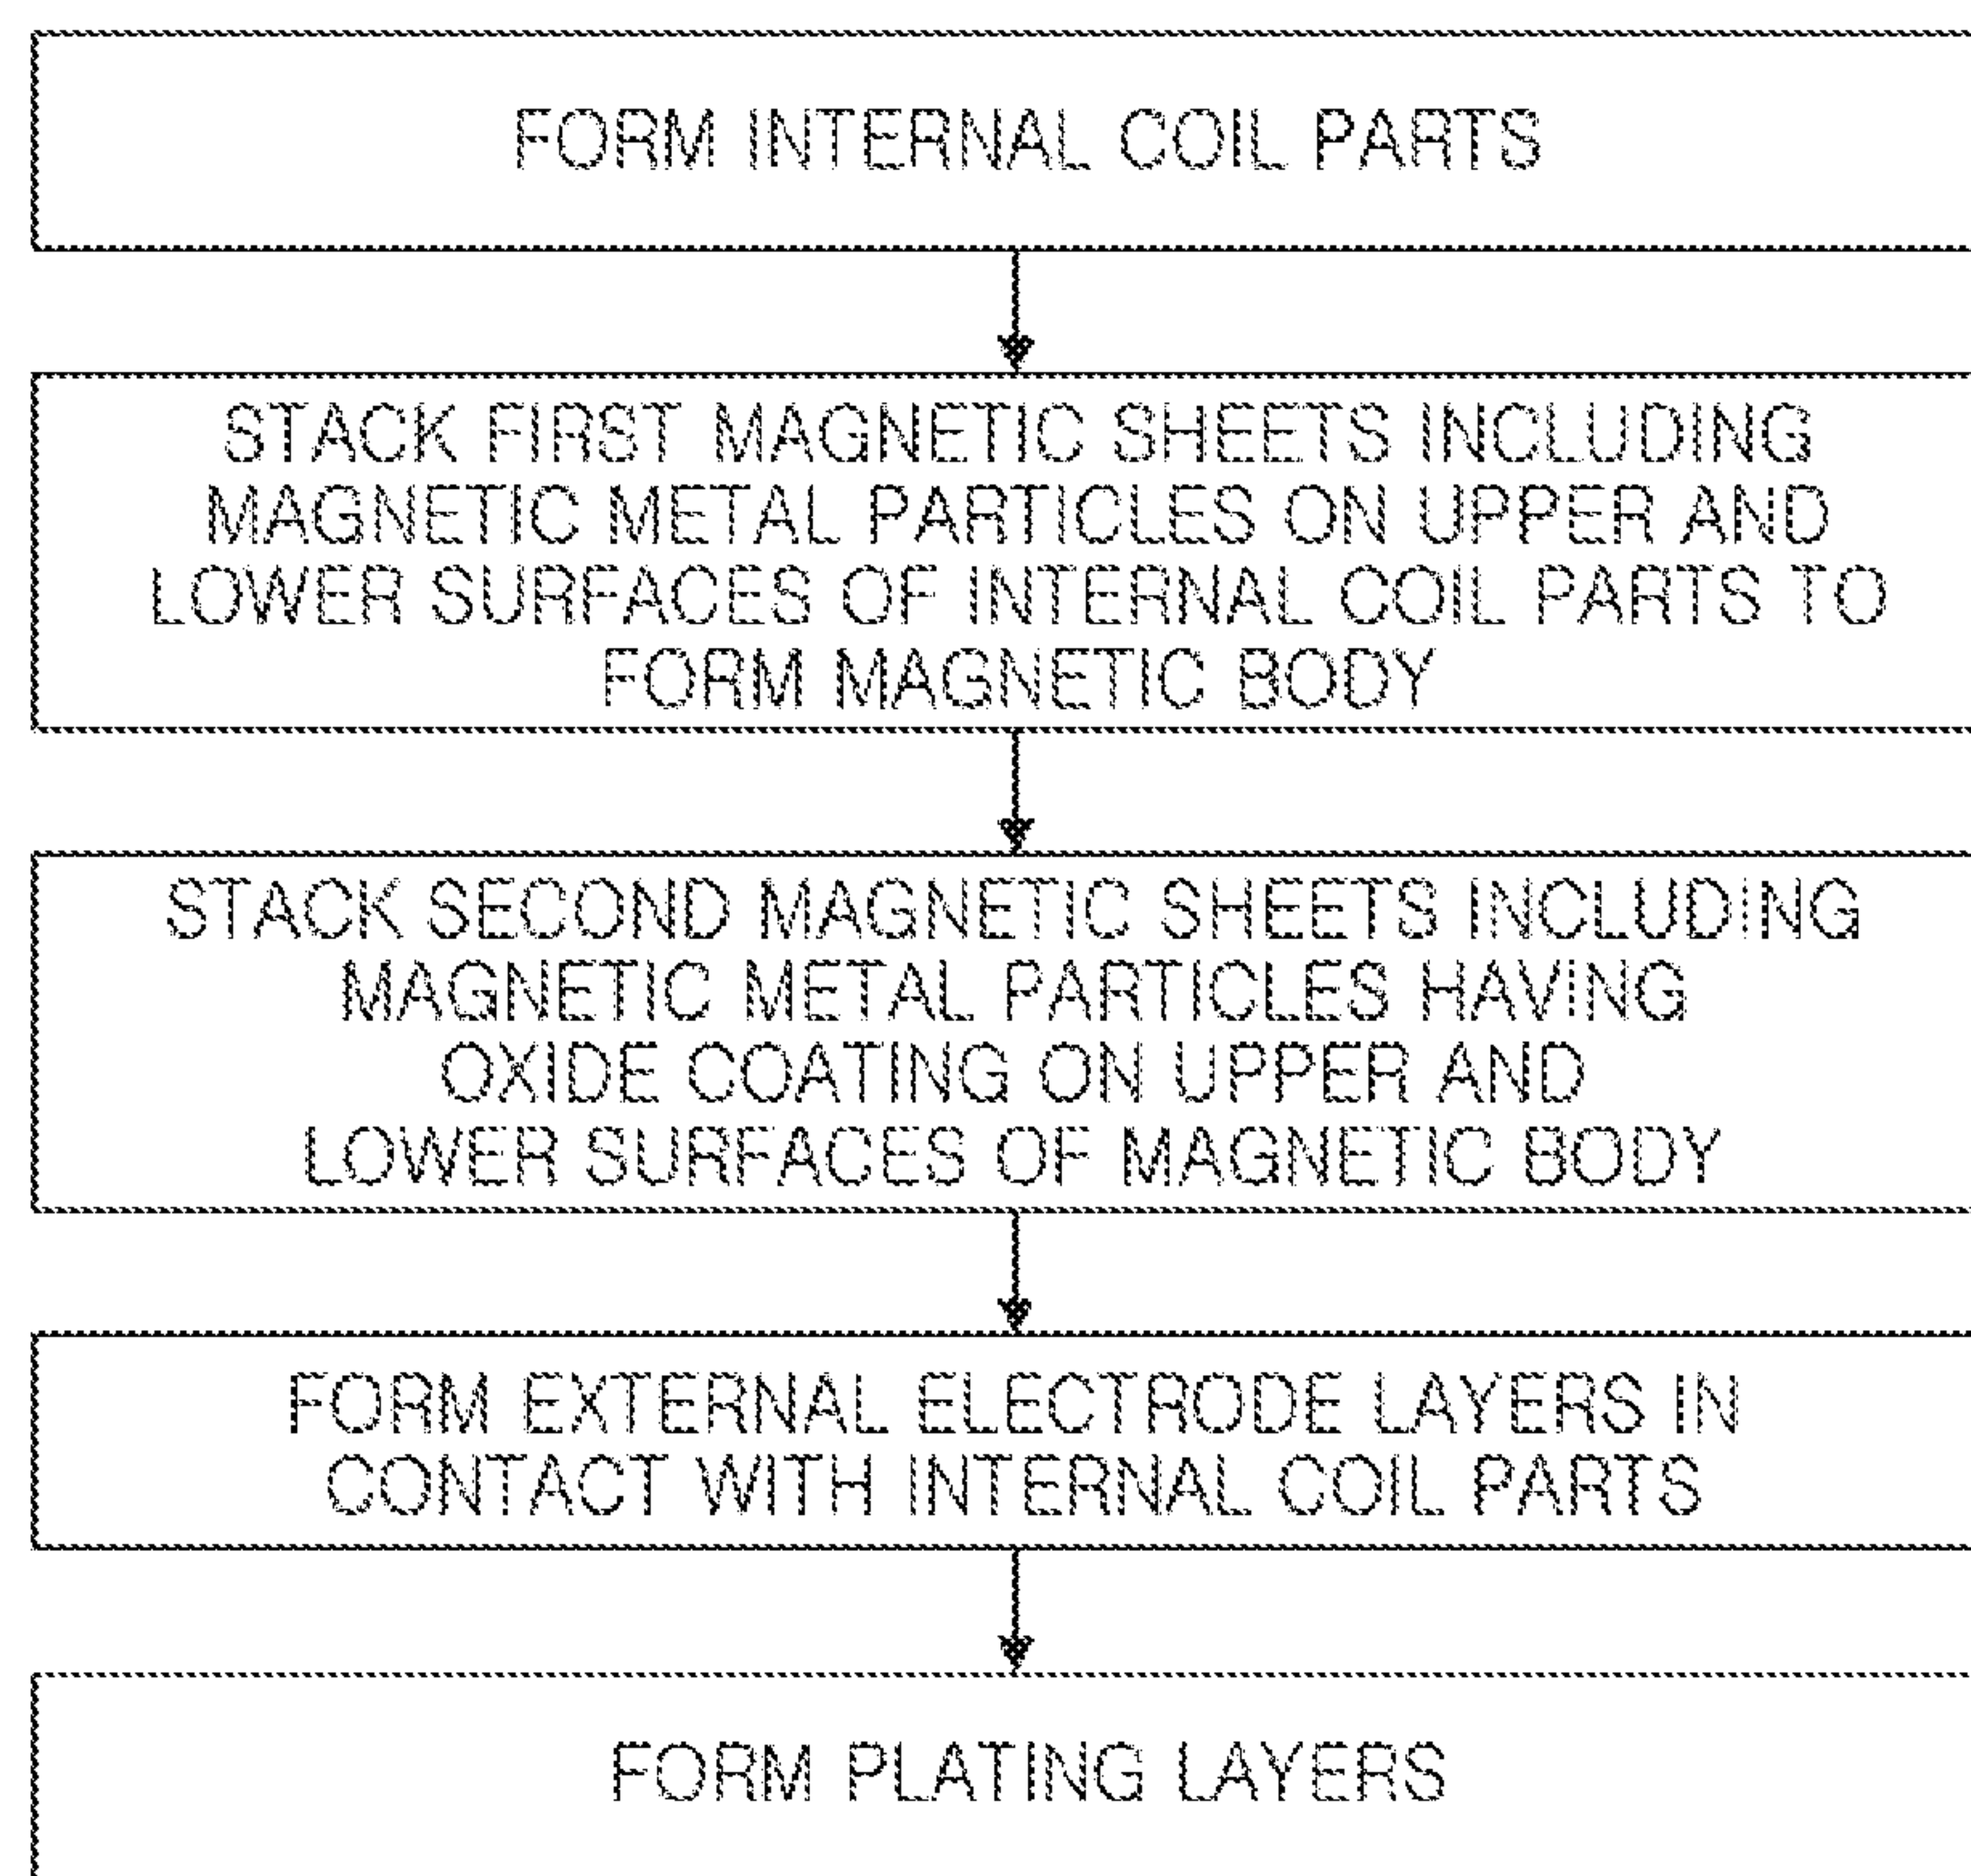 FORM INTERNAL COIL PARTS
STACK FIRST MAGNETIC SHEETS INCLUDING
MAGNETIC METAL PARTICLES ON UPPER AND
LOWER SURFACES OF INTERNAL COIL PARTS TO
FORM MAGNETIC BODY
STACK SECOND MAGNETIC SHEETS INCLUDING
MAGNETIC METAL PARTICLES HAVING
OXIDE COATING ON UPPER AND
LOWER SURFACES OF MAGNETIC BODY
FORM EXTERNAL ELECTRODE LAYERS IN
CONTACT WITH INTERNAL COIL PARTS
FORM PLATING LAYERS